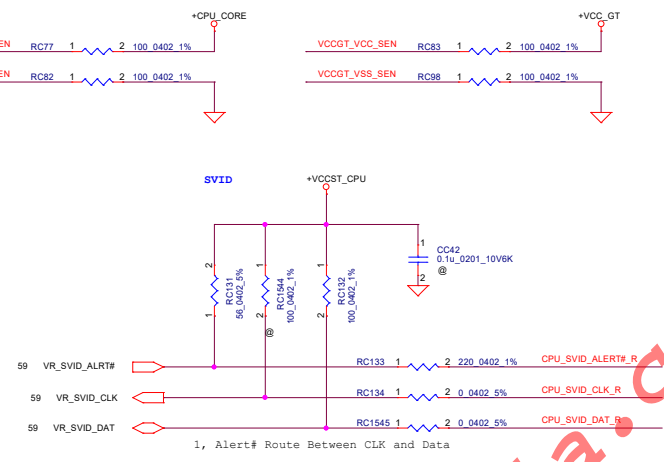 +CPU_CORE
+VCC_GT
EN RC77 1 2 100_0402_1%
VCCGT_VCC_SEN RC83 1 2 100_0402_1%
EN RC82 1 2 100_0402_1%
VCCGT_VSS_SEN RC98 1 2 100_0402_1%
SVID
+VCCST_CPU
2
1
RC131
56_0402_5%
1
2
RC1544
100_0402_1%
@
1
2
RC132
100_0402_1%
1
CC42
0.1u_0201_10V6K
2
@
59 VR_SVID_ALRT# RC133 1 2 220_0402_1% CPU_SVID_ALERT#_R
59 VR_SVID_CLK RC134 1 2 0_0402_5% CPU_SVID_CLK_R
59 VR_SVID_DAT RC1545 1 2 0_0402_5% CPU_SVID_DAT_R
1, Alert# Route Between CLK and Data
a.c